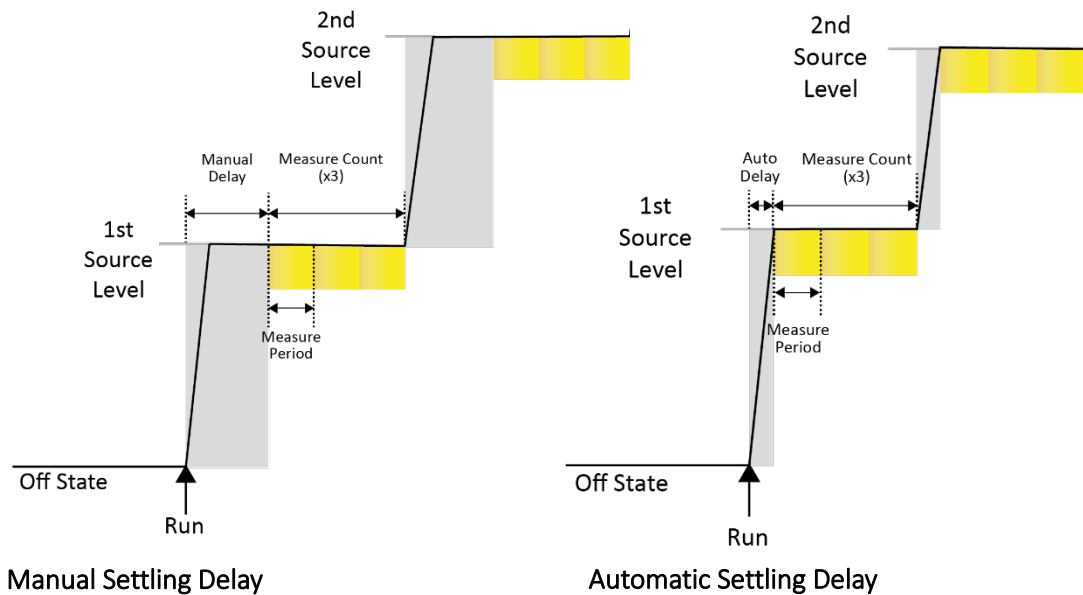 2nd
Source
Level
Manual
Delay
Measure Count
(x3)
1st
Source
Level
Measure
Period
Off State
Run
Manual Settling Delay
2nd
Source
Level
Auto
Delay
Measure Count
(x3)
1st
Source
Level
Measure
Period
Off State
Run
Automatic Settling Delay